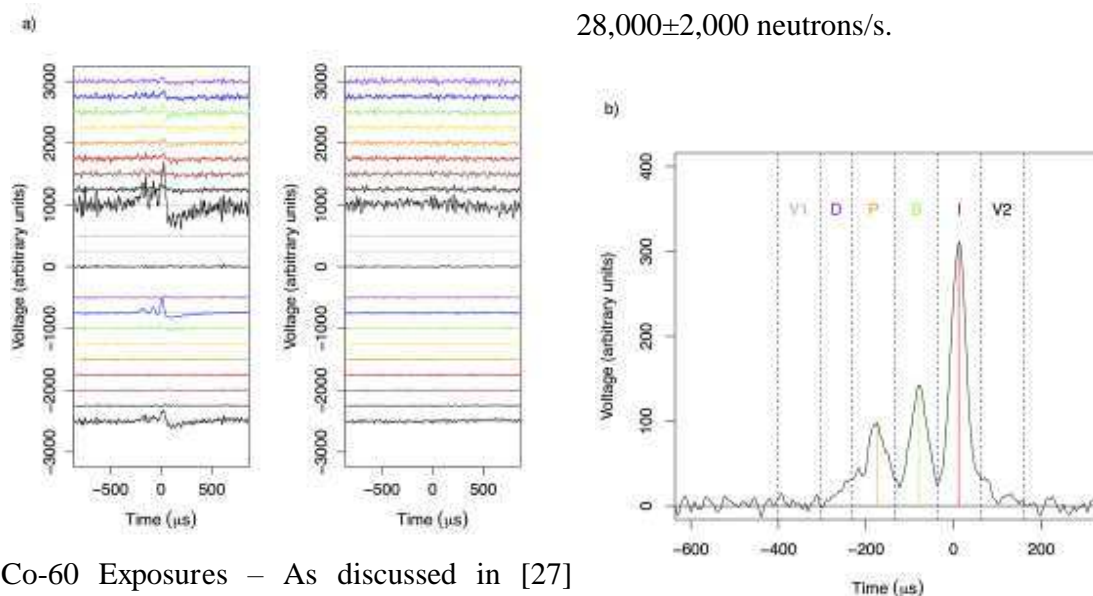 a)
3000
2000
1000
0
−1000
−2000
−3000
Voltage (arbitrary units)
−500 0 500
Time (μs)
3000
2000
1000
0
−1000
−2000
−3000
Voltage (arbitrary units)
−500 0 500
Time (μs)
Co-60 Exposures – As discussed in [27]
28,000±2,000 neutrons/s.
b)
400
300
200
100
0
Voltage (arbitrary units)
V1 D P B I V2
−600 −400 −200 0 200
Time (μs)